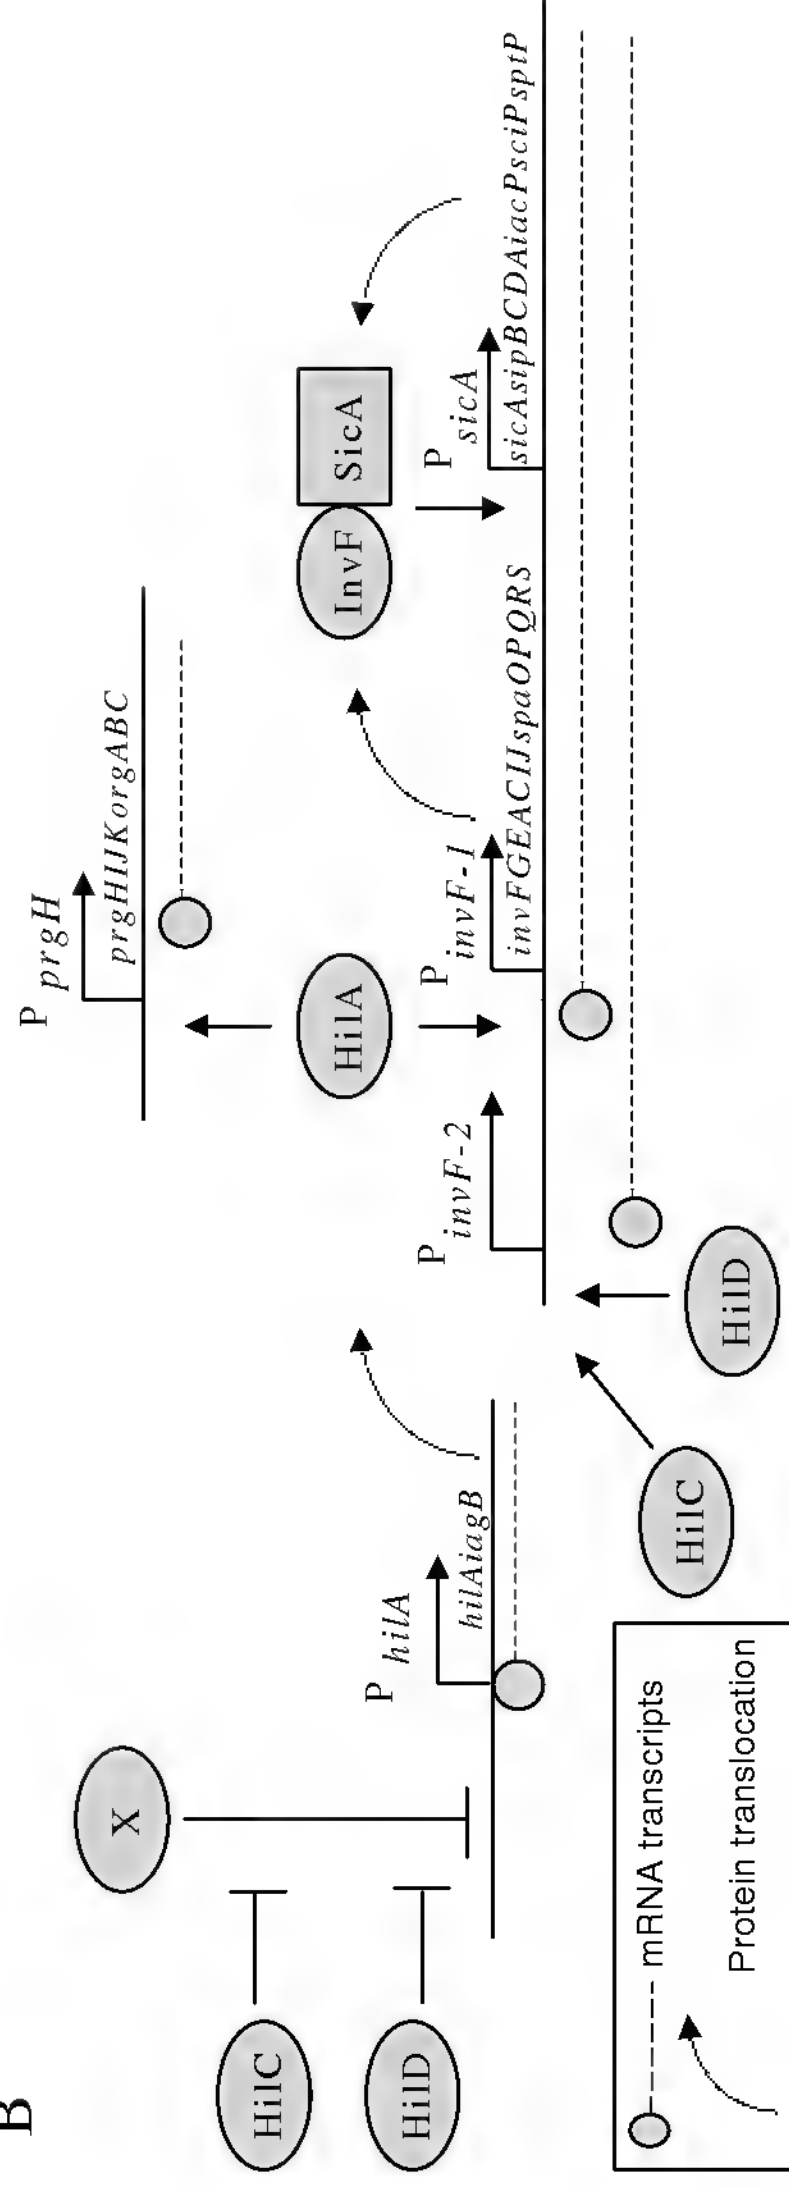 B
X
HilC
HilD
P hilA
hilAiagB
P prgH
prgHIJKorgABC
HilA
InvF
SicA
P invF-2
P invF-1
invFGEACIJspaOPQRS
P sicA
sicAsipBCDAiacPsciPsptP
HilC
HilD
mRNA transcripts
Protein translocation